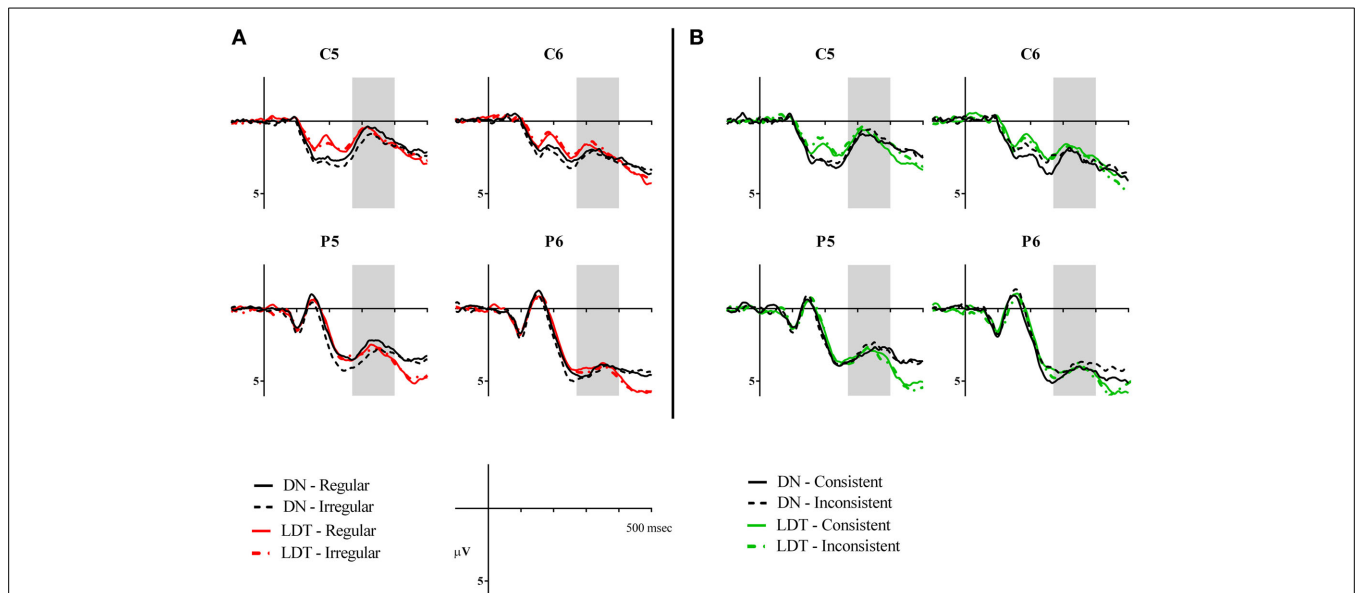 A
C5
C6
5
5
P5
P6
5
5
DN - Regular
DN - Irregular
LDT - Regular
LDT - Irregular
500 msec
μV
5
B
C5
C6
5
5
P5
P6
5
5
DN - Consistent
DN - Inconsistent
LDT - Consistent
LDT - Inconsistent